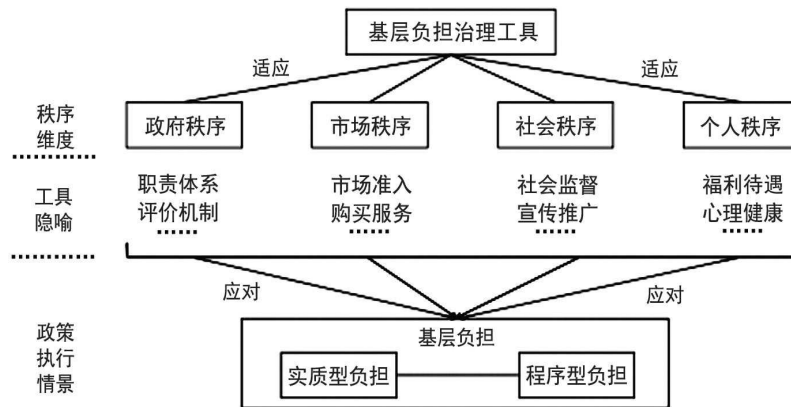 基层负担治理工具
适应
适应
秩序
维度
政府秩序
市场秩序
社会秩序
个人秩序
工具
隐喻
职责体系
评价机制
市场准入
购买服务
社会监督
宣传推广
福利待遇
心理健康
应对
应对
政策
执行
情景
基层负担
实质型负担
程序型负担